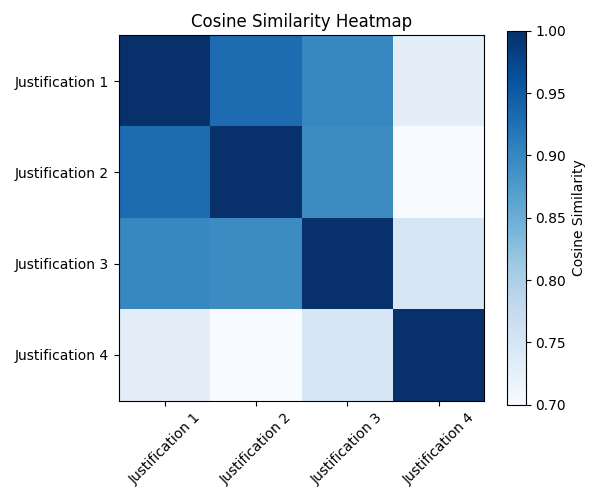 Cosine Similarity Heatmap
Justification 1
Justification 2
Justification 3
Justification 4
Justification 1
Justification 2
Justification 3
Justification 4
1.00
0.95
0.90
0.85
0.80
0.75
0.70
Cosine Similarity